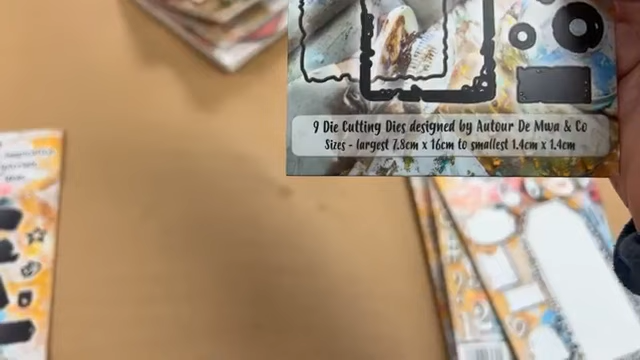 9 Die Cutting Dies designed by Autour De Mwa & Co
Sizes - largest 7.8cm x 16cm to smallest 1.4cm x 1.4cm
12